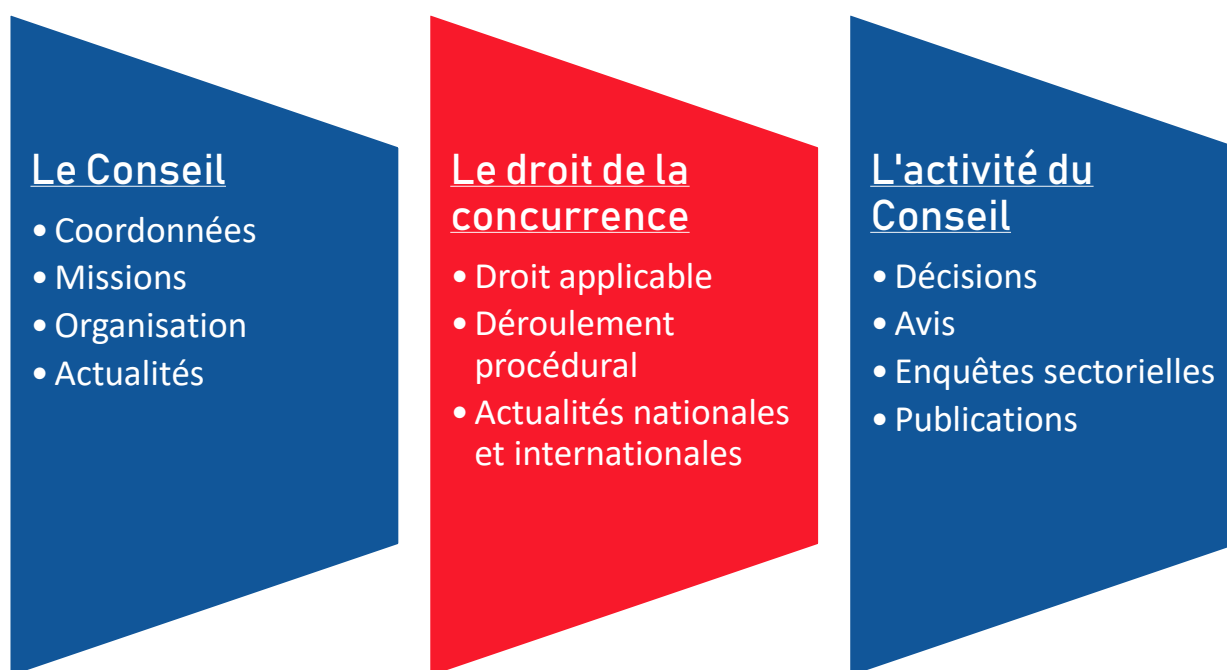 Le Conseil
• Coordonnées
• Missions
• Organisation
• Actualités
Le droit de la
concurrence
• Droit applicable
• Déroulement
procédural
• Actualités nationales
et internationales
L'activité du
Conseil
• Décisions
• Avis
• Enquêtes sectorielles
• Publications